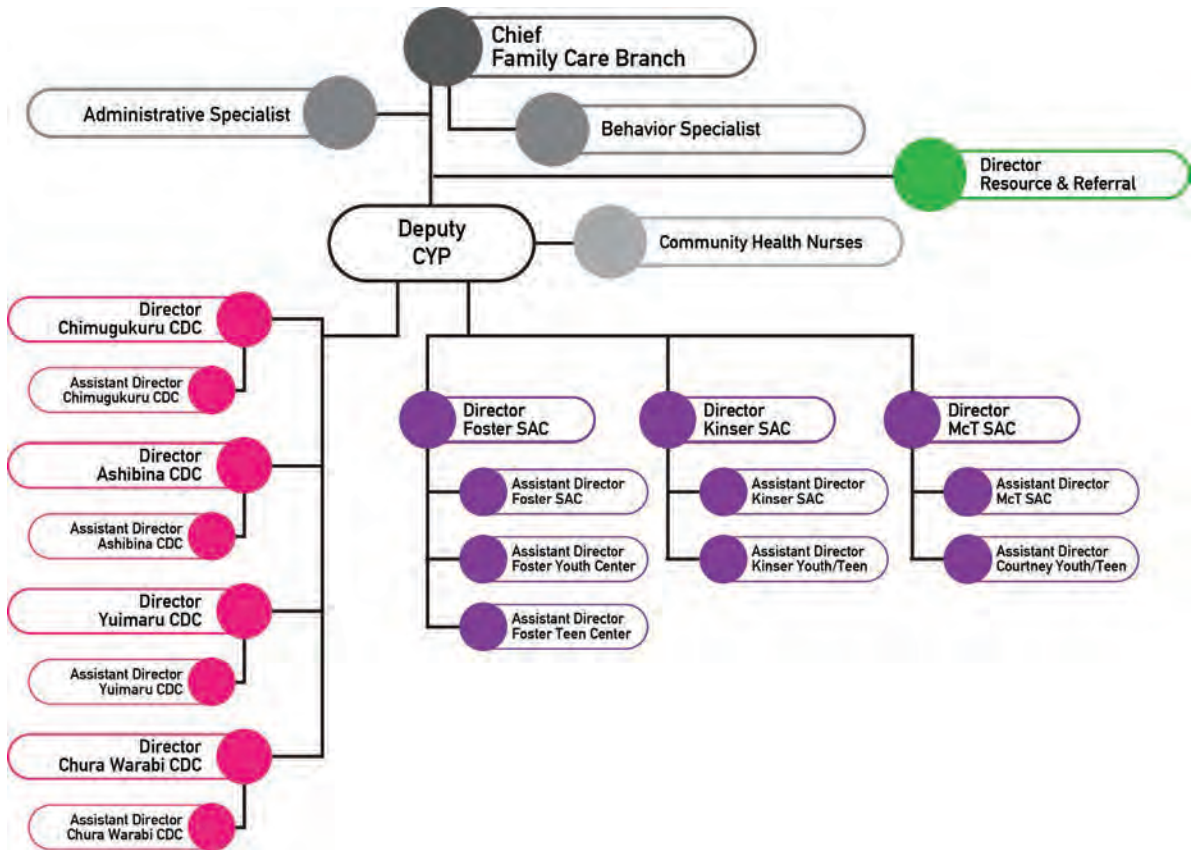 Chief
Family Care Branch
Administrative Specialist
Behavior Specialist
Director
Resource & Referral
Deputy
CYP
Community Health Nurses
Director
Chimugukuru CDC
Assistant Director
Chimugukuru CDC
Director
Ashibina CDC
Assistant Director
Ashibina CDC
Director
Yuimaru CDC
Assistant Director
Yuimaru CDC
Director
Chura Warabi CDC
Assistant Director
Chura Warabi CDC
Director
Foster SAC
Assistant Director
Foster SAC
Assistant Director
Foster Youth Center
Assistant Director
Foster Teen Center
Director
Kinser SAC
Assistant Director
Kinser SAC
Assistant Director
Kinser Youth/Teen
Director
McT SAC
Assistant Director
McT SAC
Assistant Director
Courtney Youth/Teen